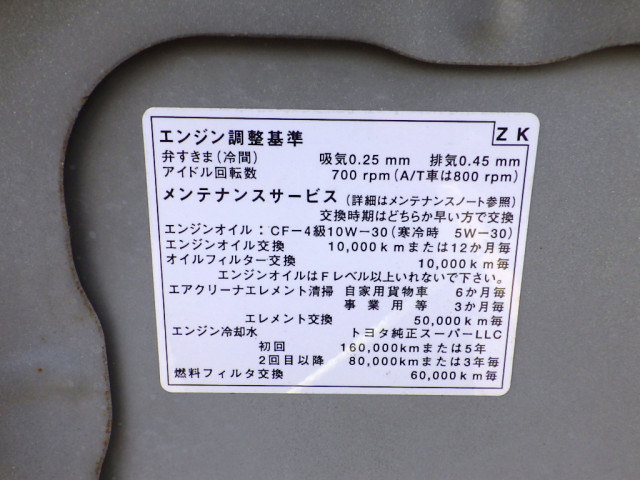 エンジン調整基準 ZK
弁すきま(冷間) 吸気0.25 mm 排気0.45 mm
アイドル回転数 700 rpm(A/T車は800 rpm)
メンテナンスサービス(詳細はメンテナンスノート参照)
交換時期はどちらか早い方で交換
エンジンオイル:CF-4級10W-30(寒冷時 5W-30)
エンジンオイル交換 10,000kmまたは12か月毎
オイルフィルター交換 10,000km毎
エンジンオイルはFレベル以上いれないで下さい。
エアクリーナエレメント清掃 自家用貨物車 6か月毎
事業用等 3か月毎
エレメント交換 50,000km毎
エンジン冷却水 トヨタ純正スーパーLLC
初回 160,000kmまたは5年
2回目以降 80,000kmまたは3年毎
燃料フィルタ交換 60,000km毎